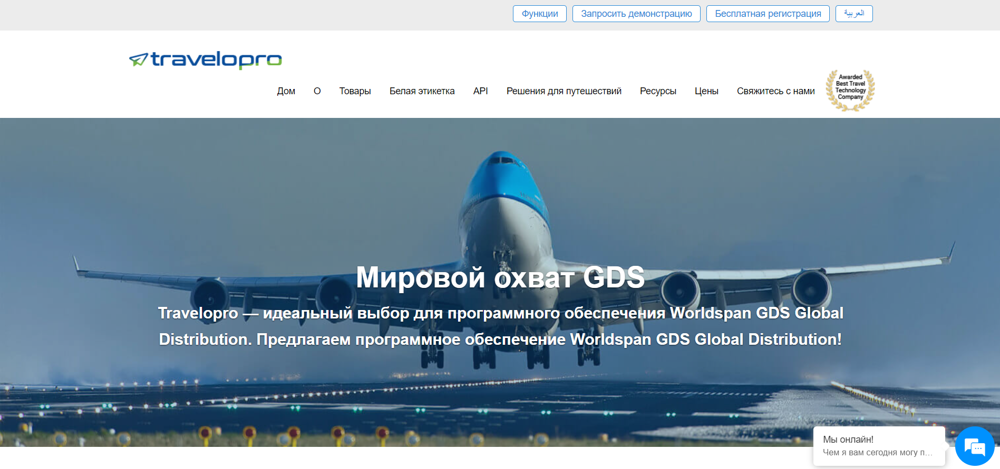 Функции
Запросить демонстрацию
Бесплатная регистрация
العربية
travelopro
Дом
О
Товары
Белая этикетка
API
Решения для путешествий
Ресурсы
Цены
Свяжитесь с нами
Awarded
Best Travel
Technology
Company
Мировой охват GDS
Travelopro — идеальный выбор для программного обеспечения Worldspan GDS Global
Distribution. Предлагаем программное обеспечение Worldspan GDS Global Distribution!
Мы онлайн!
Чем я вам сегодня могу п...